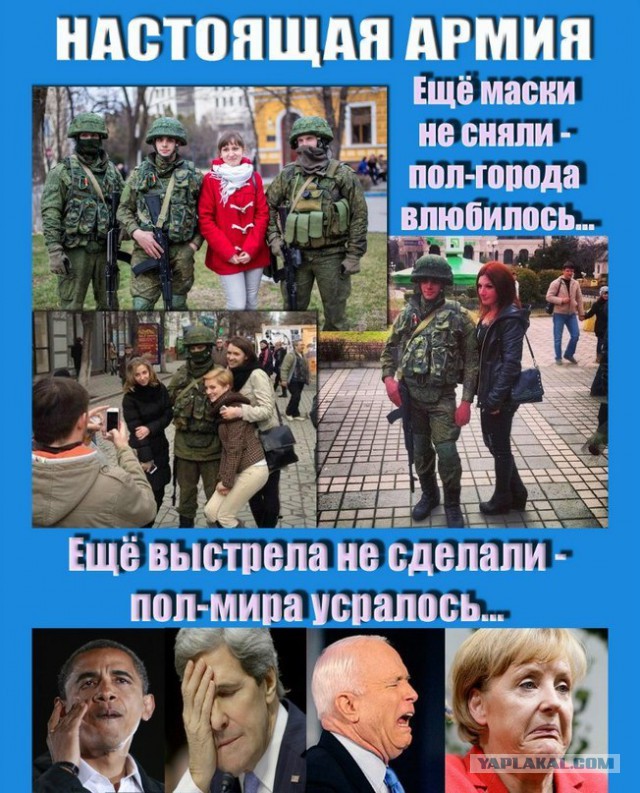 НАСТОЯЩАЯ АРМИЯ
Ещё маски
не сняли -
пол-города
влюбилось...
Ещё выстрела не сделали -
пол-мира усралось...
YAPLAKAL.COM